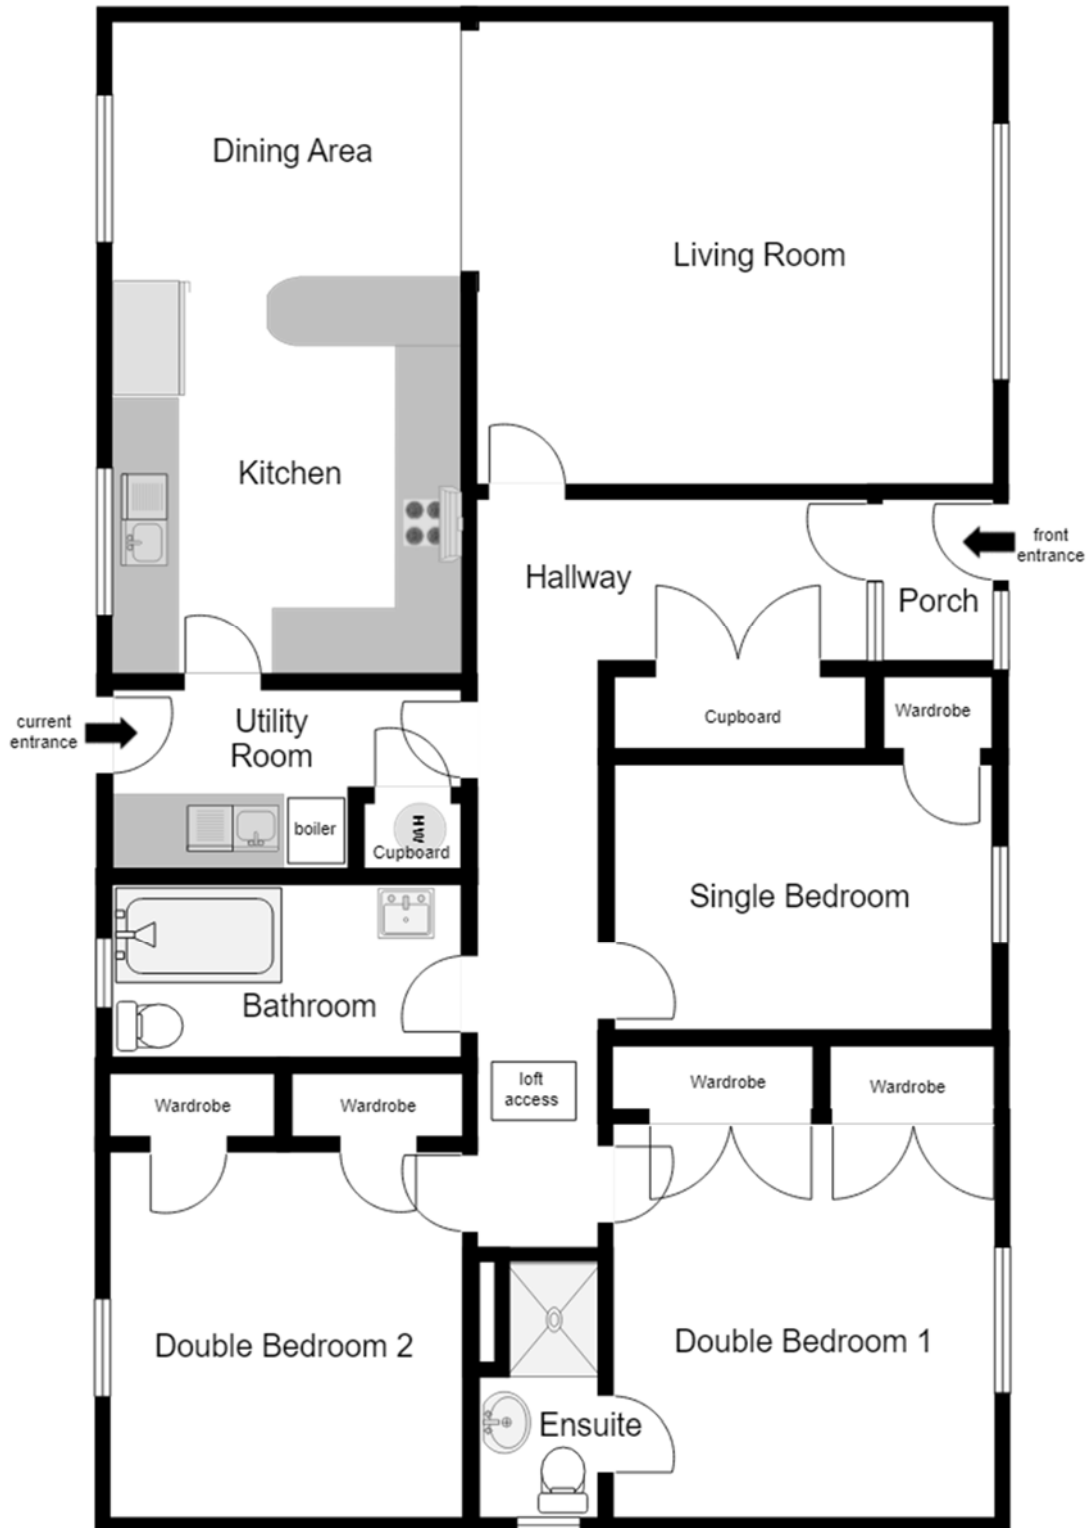 Dining Area
Living Room
Kitchen
front
entrance
Hallway
Porch
Wardrobe
Cupboard
current
entrance
Utility
Room
boiler
HW
Cupboard
Single Bedroom
Bathroom
loft
access
Wardrobe
Wardrobe
Wardrobe
Wardrobe
Double Bedroom 2
Double Bedroom 1
Ensuite